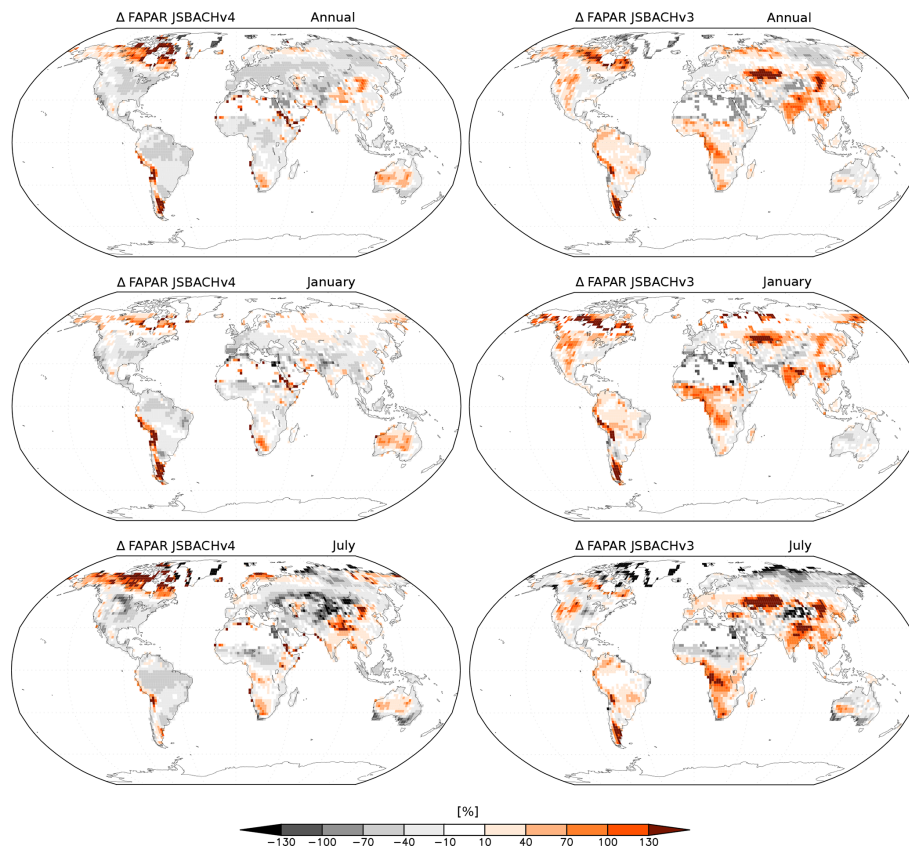 Δ FAPAR JSBACHv4 Annual
Δ FAPAR JSBACHv3 Annual
Δ FAPAR JSBACHv4 January
Δ FAPAR JSBACHv3 January
Δ FAPAR JSBACHv4 July
Δ FAPAR JSBACHv3 July
[%]
−130 −100 −70 −40 −10 10 40 70 100 130